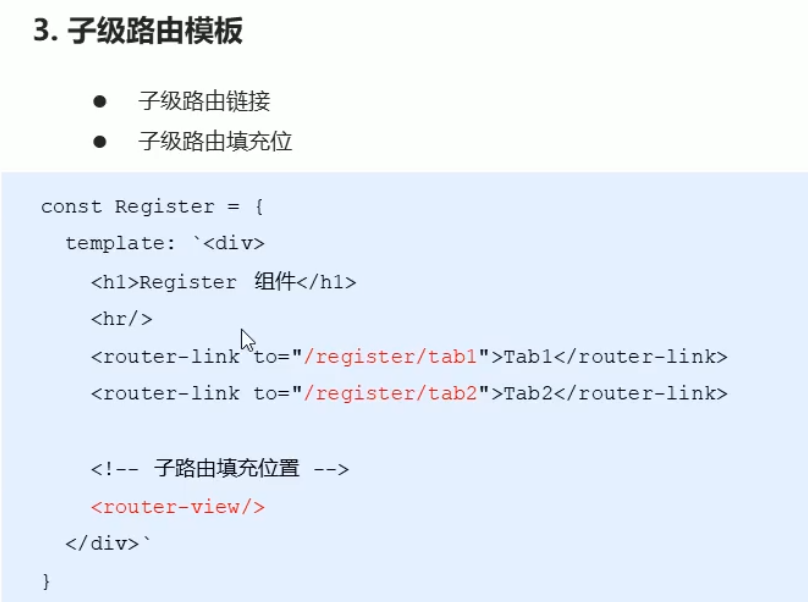 3. 子级路由模板
● 子级路由链接
● 子级路由填充位
const Register = {
  template: `<div>
    <h1>Register 组件</h1>
    <hr/>
    <router-link to="/register/tab1">Tab1</router-link>
    <router-link to="/register/tab2">Tab2</router-link>
    <!-- 子路由填充位置 -->
    <router-view/>
  </div>`
}